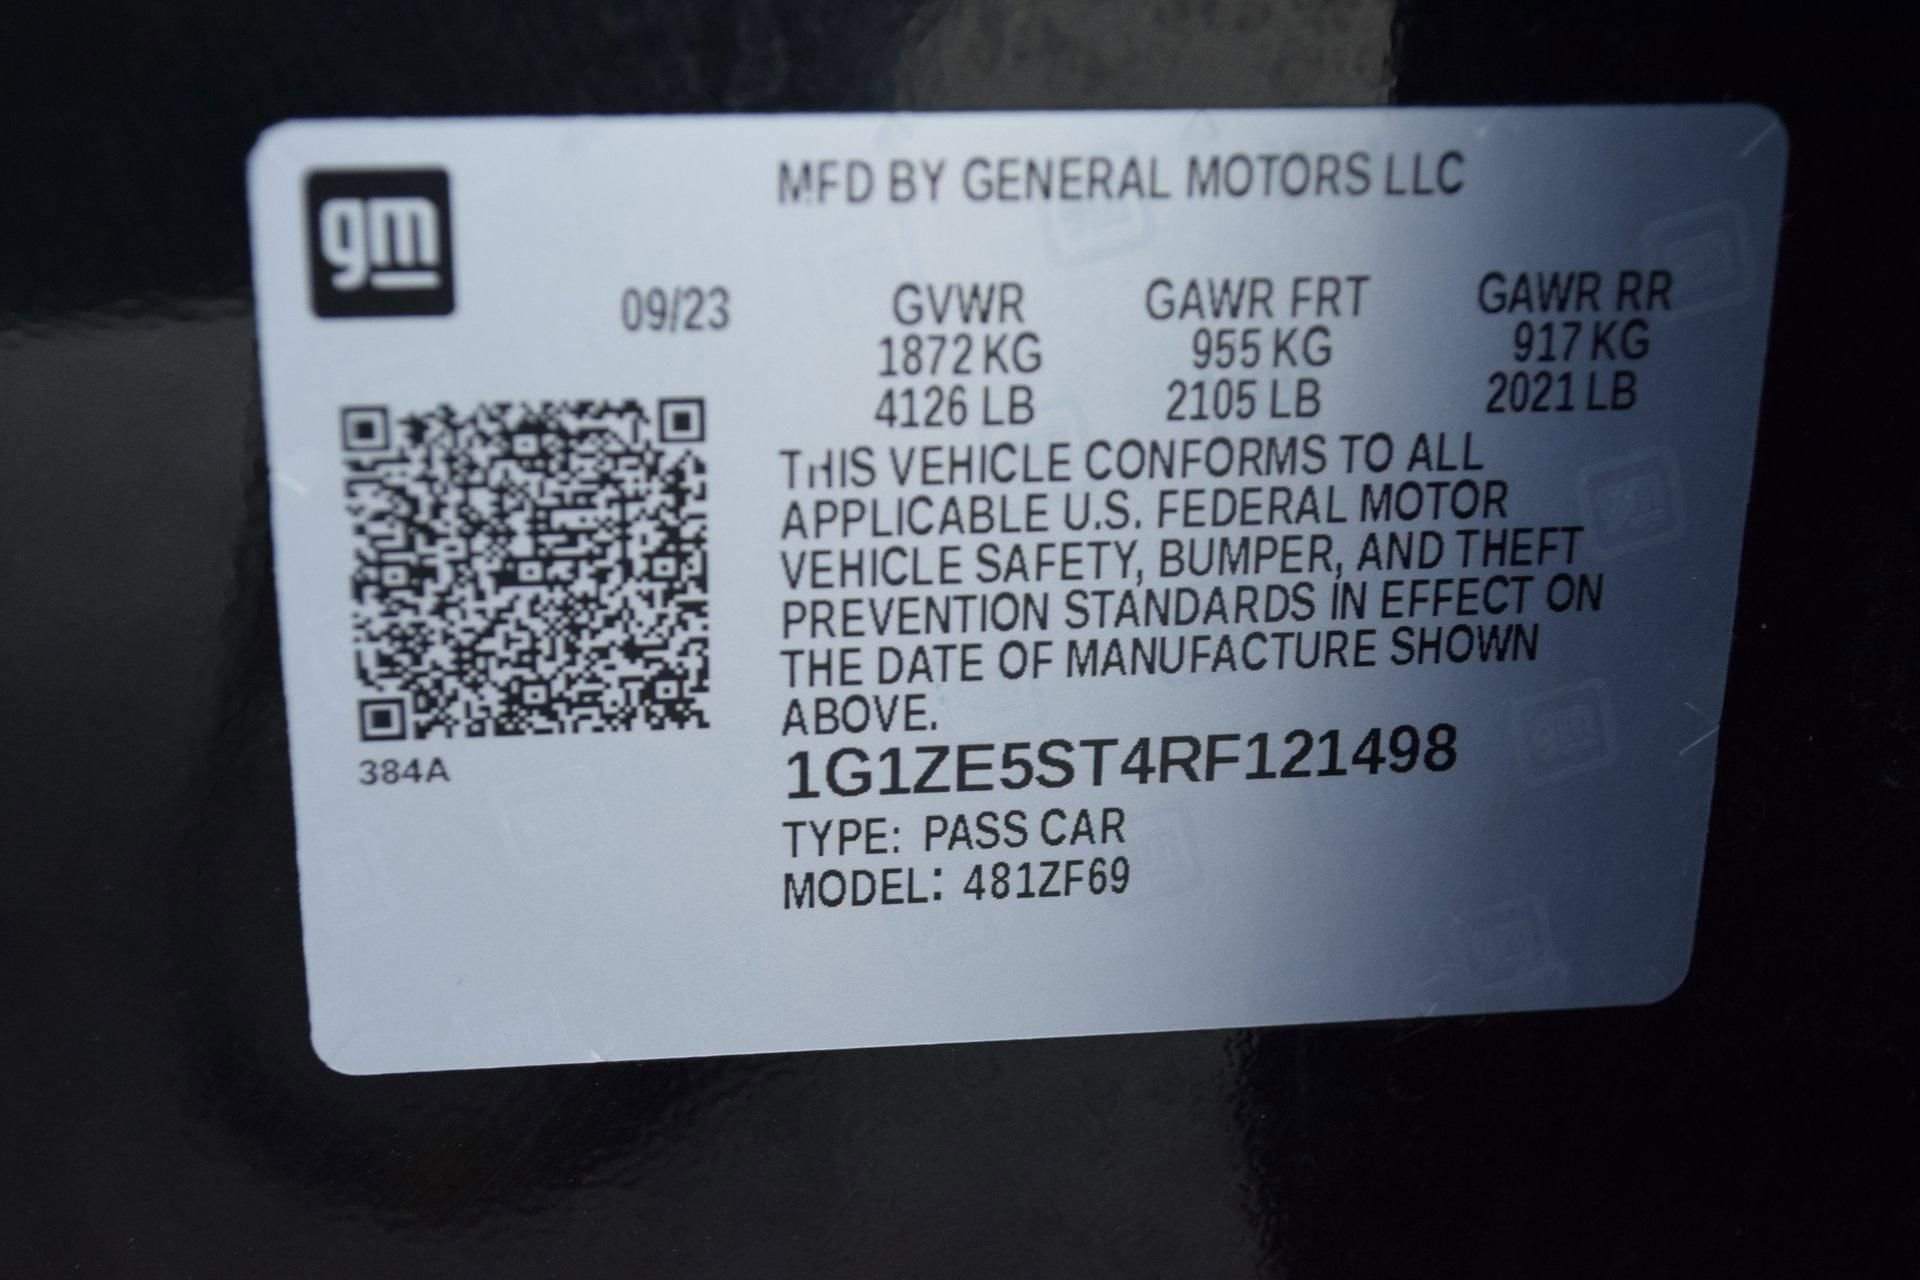 gm
MFD BY GENERAL MOTORS LLC
09/23
GVWR
1872 KG
4126 LB
GAWR FRT
955 KG
2105 LB
GAWR RR
917 KG
2021 LB
THIS VEHICLE CONFORMS TO ALL
APPLICABLE U.S. FEDERAL MOTOR
VEHICLE SAFETY, BUMPER, AND THEFT
PREVENTION STANDARDS IN EFFECT ON
THE DATE OF MANUFACTURE SHOWN
ABOVE.
384A
1G1ZE5ST4RF121498
TYPE: PASS CAR
MODEL: 481ZF69